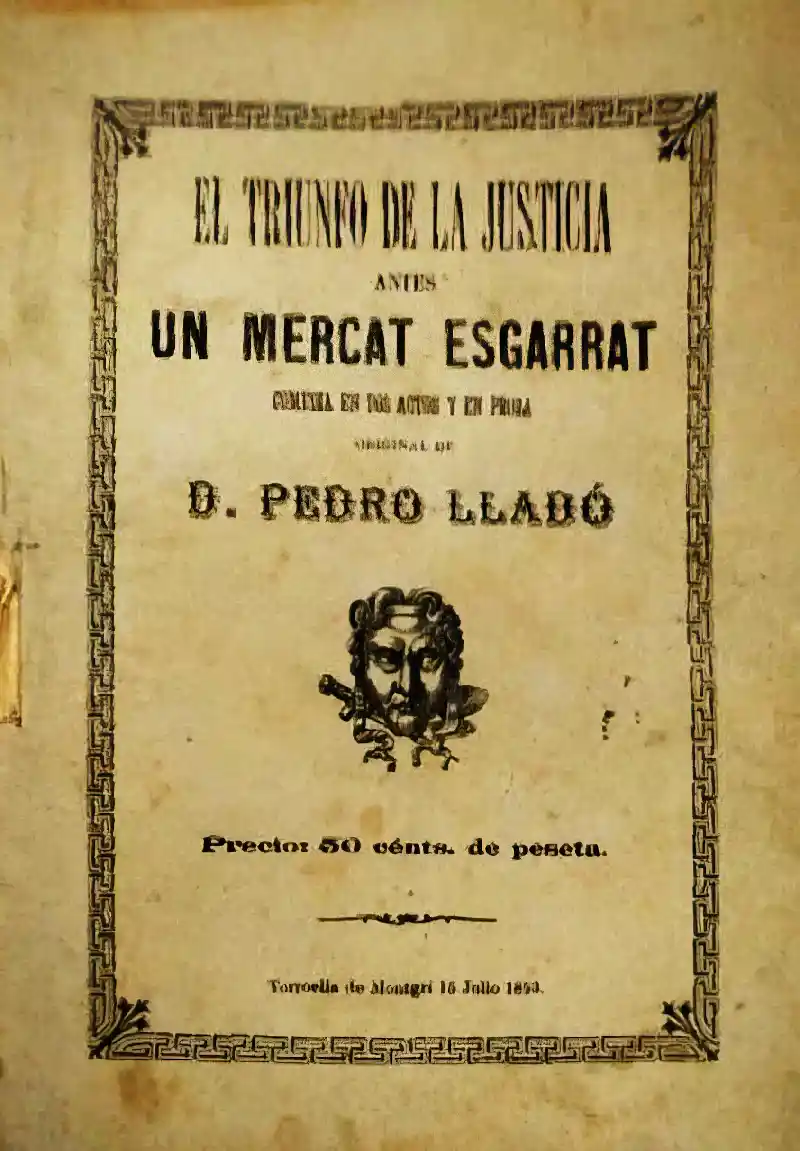 EL TRIUNFO DE LA JUSTICIA
ANTES
UN MERCAT ESGARRAT
COMEDIA EN DOS ACTOS Y EN PROSA
ORIGINAL DE
D. PEDRO LLADÓ
Precio: 50 cénts. de peseta.
Torroella de Montgrí 15 Julio